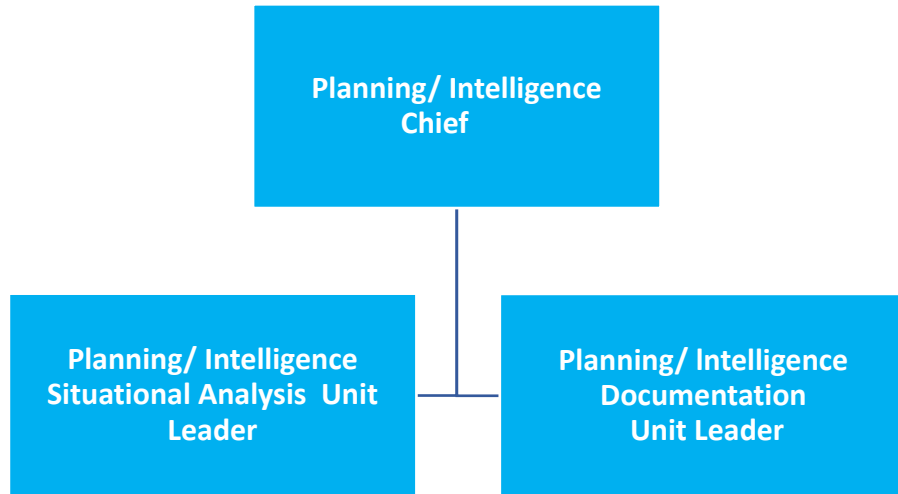 Planning/ Intelligence
Chief
Planning/ Intelligence
Situational Analysis  Unit
Leader
Planning/ Intelligence
Documentation
Unit Leader